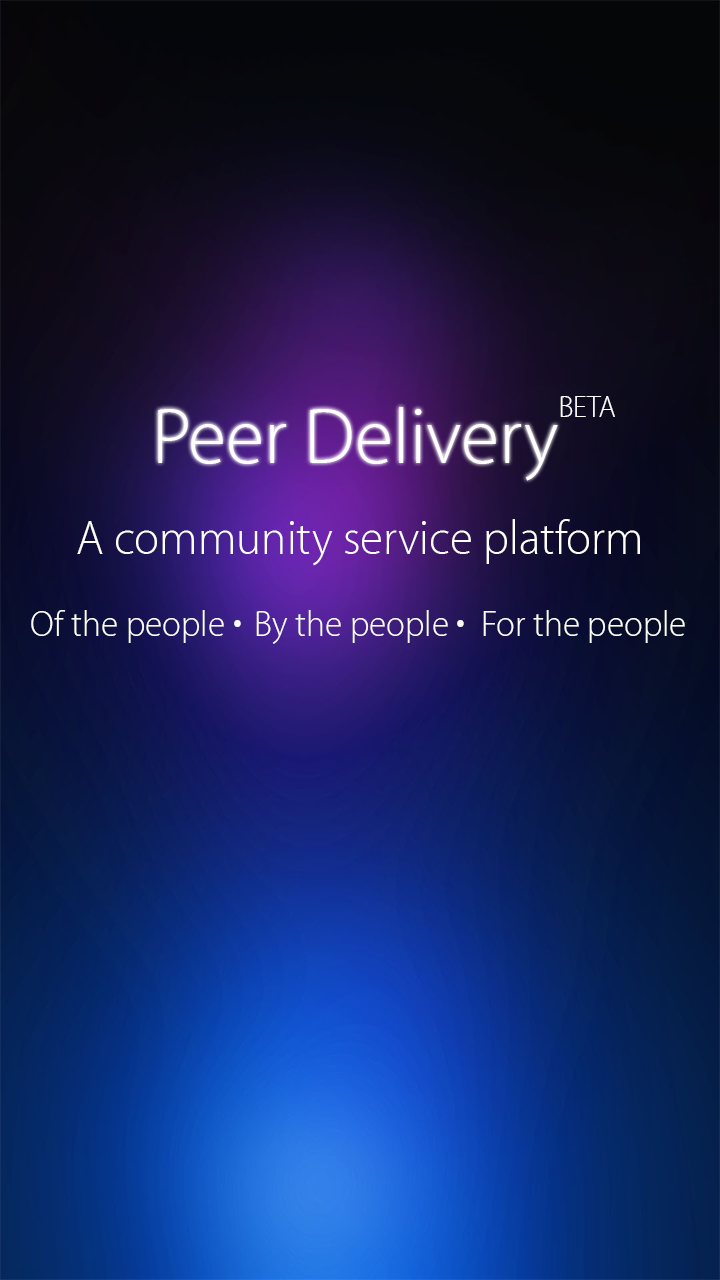 Peer Delivery BETA
A community service platform
Of the people • By the people • For the people